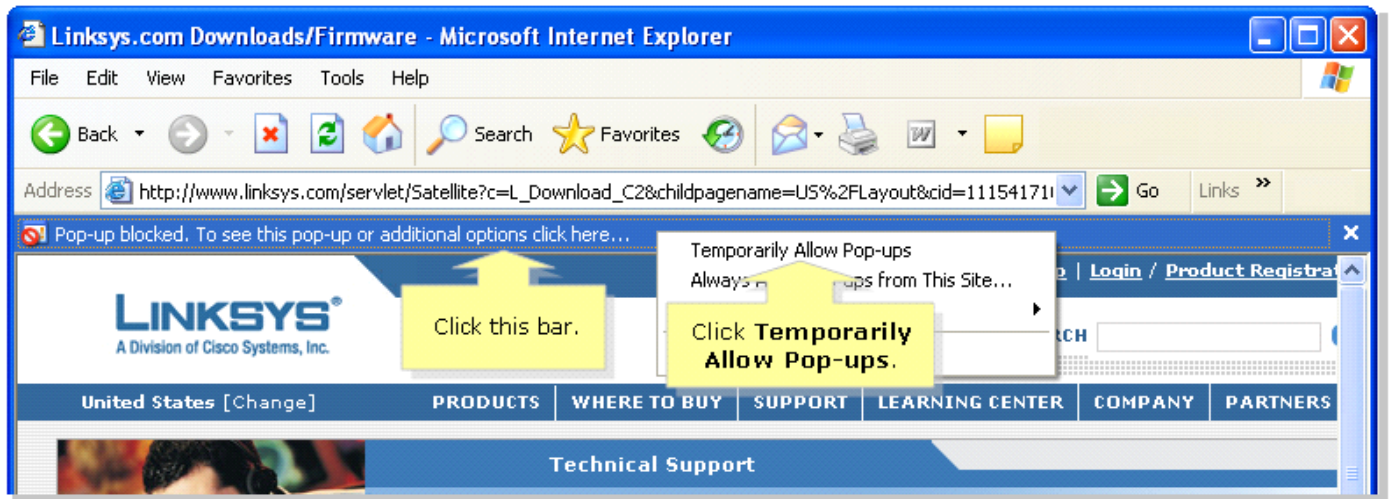 Linksys.com Downloads/Firmware - Microsoft Internet Explorer
File Edit View Favorites Tools Help
Back Search Favorites W
Address http://www.linksys.com/servlet/Satellite?c=L_Download_C2&childpagename=US%2FLayout&cid=11154171 Go Links »
Pop-up blocked. To see this pop-up or additional options click here...
Temporarily Allow Pop-ups
Always ups from This Site...
| Login / Product Registrat
LINKSYS®
A Division of Cisco Systems, Inc.
Click this bar.
Click Temporarily
Allow Pop-ups.
RCH
United States [Change] PRODUCTS WHERE TO BUY SUPPORT LEARNING CENTER COMPANY PARTNERS
Technical Support